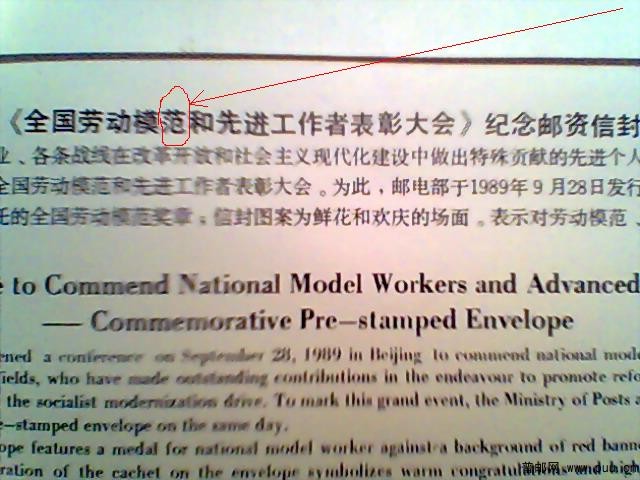 《全国劳动模范和先进工作者表彰大会》纪念邮资信封
业、各条战线在改革开放和社会主义现代化建设中做出特殊贡献的先进个人
全国劳动模范和先进工作者表彰大会。为此，邮电部于1989年9月28日发行
的全国劳动模范奖章；信封图案为鲜花和欢庆的场面。表示对劳动模范、
e to Commend National Model Workers and Advanced
— Commemorative Pre-stamped Envelope
ened a conference on September 28, 1989 in Beijing to commend national mode
ields, who have made outstanding contributions in the endeavour to promote refo
the socialist modernization drive. To mark this grand event, the Ministry of Posts a
e-stamped envelope on the same day.
ope features a medal for national model worker against a background of red banne
ration of the cachet on the envelope symbolizes warm congratulations and high